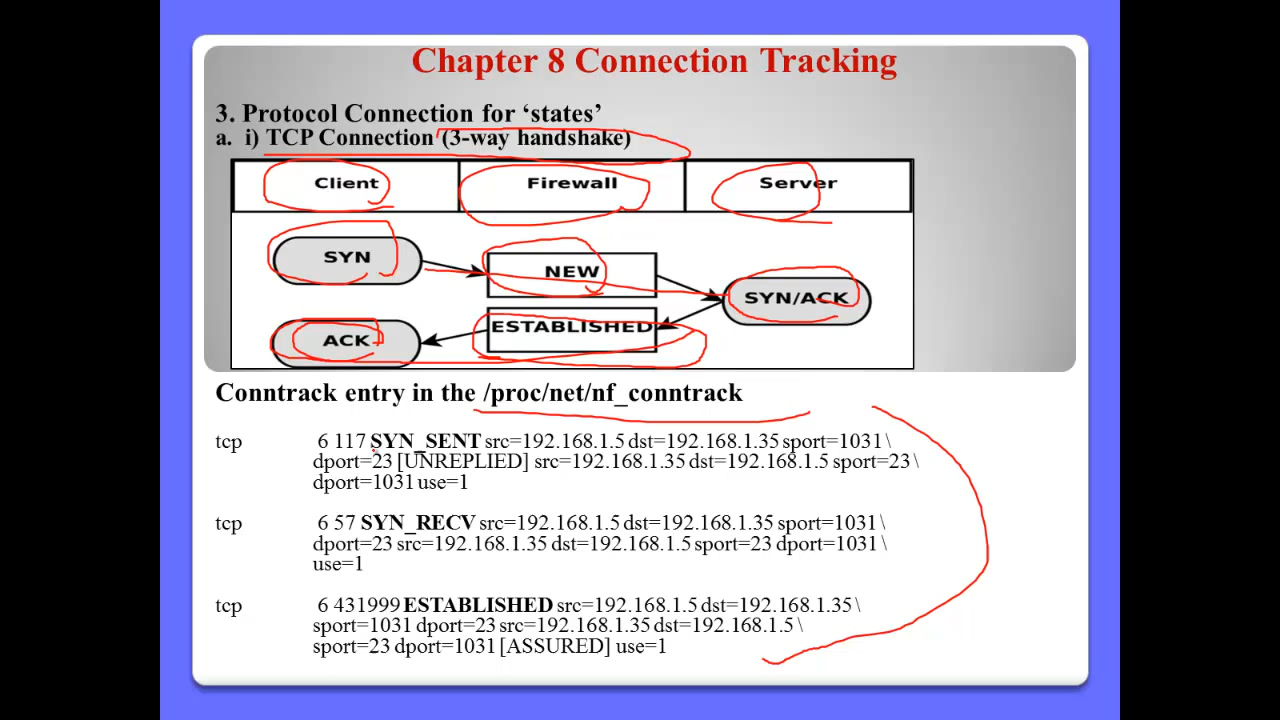 Chapter 8 Connection Tracking
3. Protocol Connection for ‘states’
a. i) TCP Connection (3-way handshake)
Client Firewall Server
SYN
NEW
SYN/ACK
ESTABLISHED
ACK
Conntrack entry in the /proc/net/nf_conntrack
tcp 6 117 SYN_SENT src=192.168.1.5 dst=192.168.1.35 sport=1031 \
dport=23 [UNREPLIED] src=192.168.1.35 dst=192.168.1.5 sport=23 \
dport=1031 use=1
tcp 6 57 SYN_RECV src=192.168.1.5 dst=192.168.1.35 sport=1031 \
dport=23 src=192.168.1.35 dst=192.168.1.5 sport=23 dport=1031 \
use=1
tcp 6 431999 ESTABLISHED src=192.168.1.5 dst=192.168.1.35 \
sport=1031 dport=23 src=192.168.1.35 dst=192.168.1.5 \
sport=23 dport=1031 [ASSURED] use=1